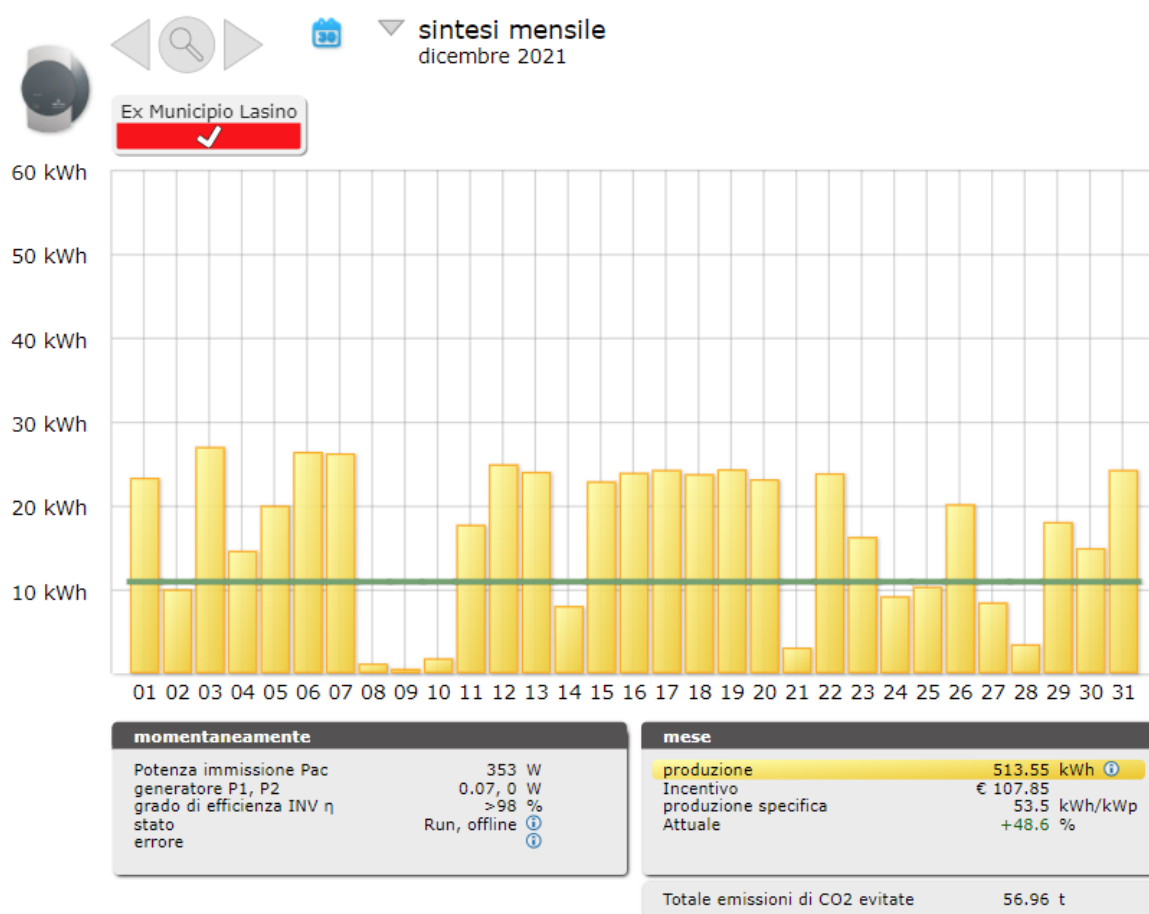 30
sintesi mensile
dicembre 2021
Ex Municipio Lasino
60 kWh
50 kWh
40 kWh
30 kWh
20 kWh
10 kWh
01 02 03 04 05 06 07 08 09 10 11 12 13 14 15 16 17 18 19 20 21 22 23 24 25 26 27 28 29 30 31
momentaneamente
Potenza immissione Pac 353 W
generatore P1, P2 0.07, 0 W
grado di efficienza INV η >98 %
stato Run, offline
errore
mese
produzione 513.55 kWh
Incentivo € 107.85
produzione specifica 53.5 kWh/kWp
Attuale +48.6 %
Totale emissioni di CO2 evitate 56.96 t